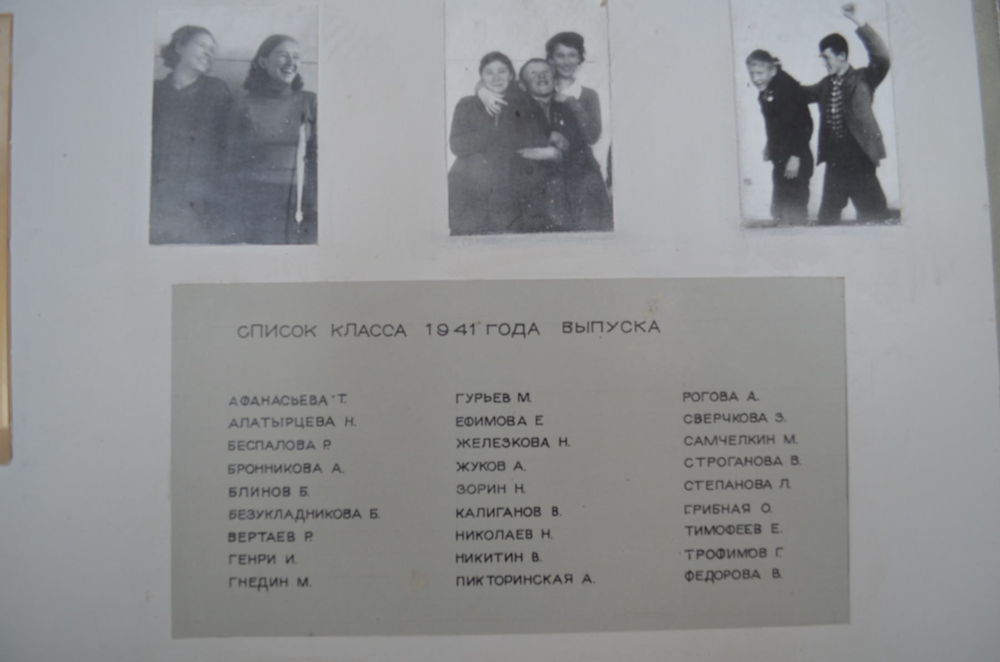 СПИСОК КЛАССА 1941 ГОДА ВЫПУСКА
АФАНАСЬЕВА Т.
АЛАТЫРЦЕВА Н.
БЕСПАЛОВА Р.
БРОННИКОВА А.
БЛИНОВ Б.
БЕЗУКЛАДНИКОВА Б.
ВЕРТАЕВ Р.
ГЕНРИ И.
ГНЕДИН М.
ГУРЬЕВ М.
ЕФИМОВА Е
ЖЕЛЕЗКОВА Н.
ЖУКОВ А.
ЗОРИН Н.
КАЛИГАНОВ В.
НИКОЛАЕВ Н.
НИКИТИН В.
ПИКТОРИНСКАЯ А.
РОГОВА А.
СВЕРЧКОВА З.
САМЧЕЛКИН М.
СТРОГАНОВА В.
СТЕПАНОВА Л.
ГРИБНАЯ О.
ТИМОФЕЕВ Е.
ТРОФИМОВ Г.
ФЕДОРОВА В.